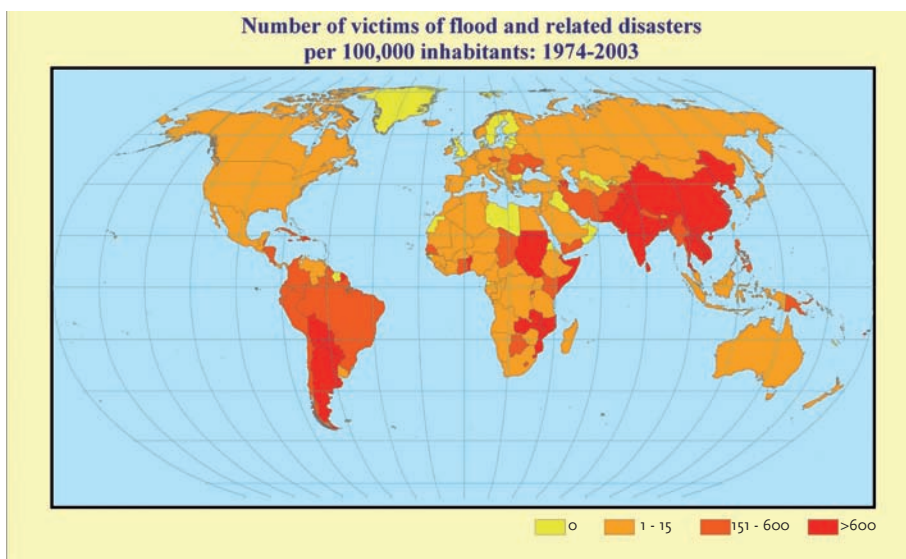 Number of victims of flood and related disasters
per 100,000 inhabitants: 1974-2003
0 1 - 15 151 - 600 >600